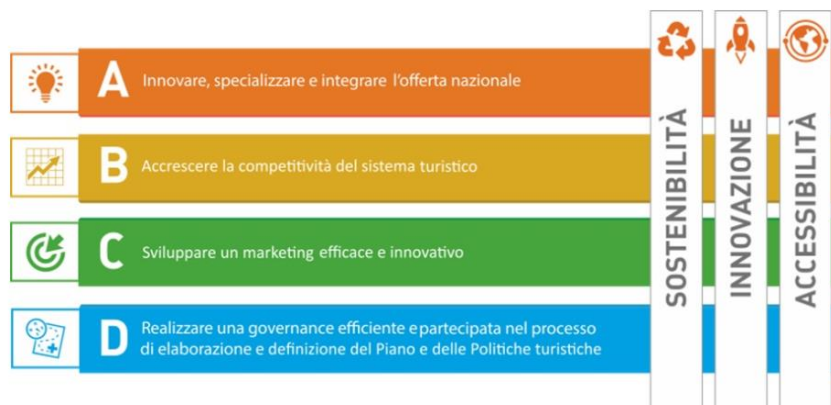 A
Innovare, specializzare e integrare l'offerta nazionale
B
Accrescere la competitività del sistema turistico
C
Sviluppare un marketing efficace e innovativo
D
Realizzare una governance efficiente e partecipata nel processo
di elaborazione e definizione del Piano e delle Politiche turistiche
SOSTENIBILITÀ
INNOVAZIONE
ACCESSIBILITÀ